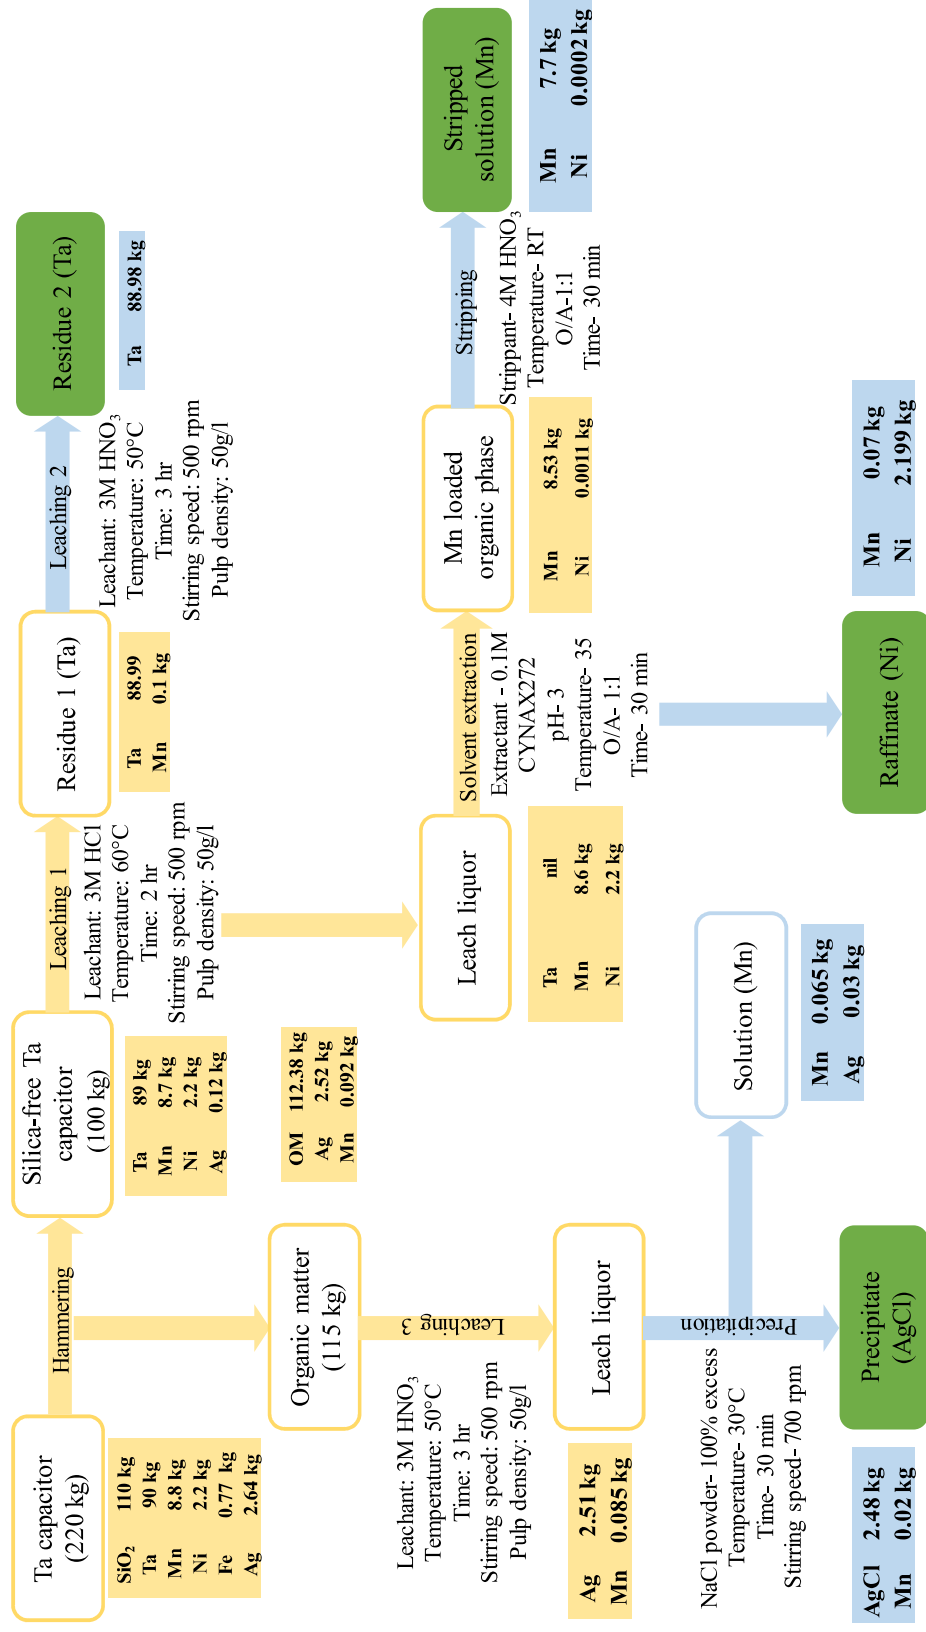 Ta capacitor
(220 kg)
SiO₂ 110 kg
Ta 90 kg
Mn 8.8 kg
Ni 2.2 kg
Fe 0.77 kg
Ag 2.64 kg
Hammering
Silica-free Ta
capacitor
(100 kg)
Ta 89 kg
Mn 8.7 kg
Ni 2.2 kg
Ag 0.12 kg
Leaching 1
Leachant: 3M HCl
Temperature: 60°C
Time: 2 hr
Stirring speed: 500 rpm
Pulp density: 50g/l
Residue 1 (Ta)
Ta 88.99
Mn 0.1 kg
Leaching 2
Leachant: 3M HNO₃
Temperature: 50°C
Time: 3 hr
Stirring speed: 500 rpm
Pulp density: 50g/l
Residue 2 (Ta)
Ta 88.98 kg
Organic matter
(115 kg)
OM 112.38 kg
Ag 2.52 kg
Mn 0.092 kg
Leaching 3
Leachant: 3M HNO₃
Temperature: 50°C
Time: 3 hr
Stirring speed: 500 rpm
Pulp density: 50g/l
Leach liquor
Ag 2.51 kg
Mn 0.085 kg
Precipitation
NaCl powder- 100% excess
Temperature- 30°C
Time- 30 min
Stirring speed- 700 rpm
Precipitate
(AgCl)
AgCl 2.48 kg
Mn 0.02 kg
Solution (Mn)
Mn 0.065 kg
Ag 0.03 kg
Leach liquor
Ta nil
Mn 8.6 kg
Ni 2.2 kg
Solvent extraction
Extractant - 0.1M
CYNAX272
pH- 3
Temperature- 35
O/A- 1:1
Time- 30 min
Mn loaded
organic phase
Mn 8.53 kg
Ni 0.0011 kg
Stripping
Strippant- 4M HNO₃
Temperature- RT
O/A-1:1
Time- 30 min
Stripped
solution (Mn)
Mn 7.7 kg
Ni 0.0002 kg
Raffinate (Ni)
Mn 0.07 kg
Ni 2.199 kg